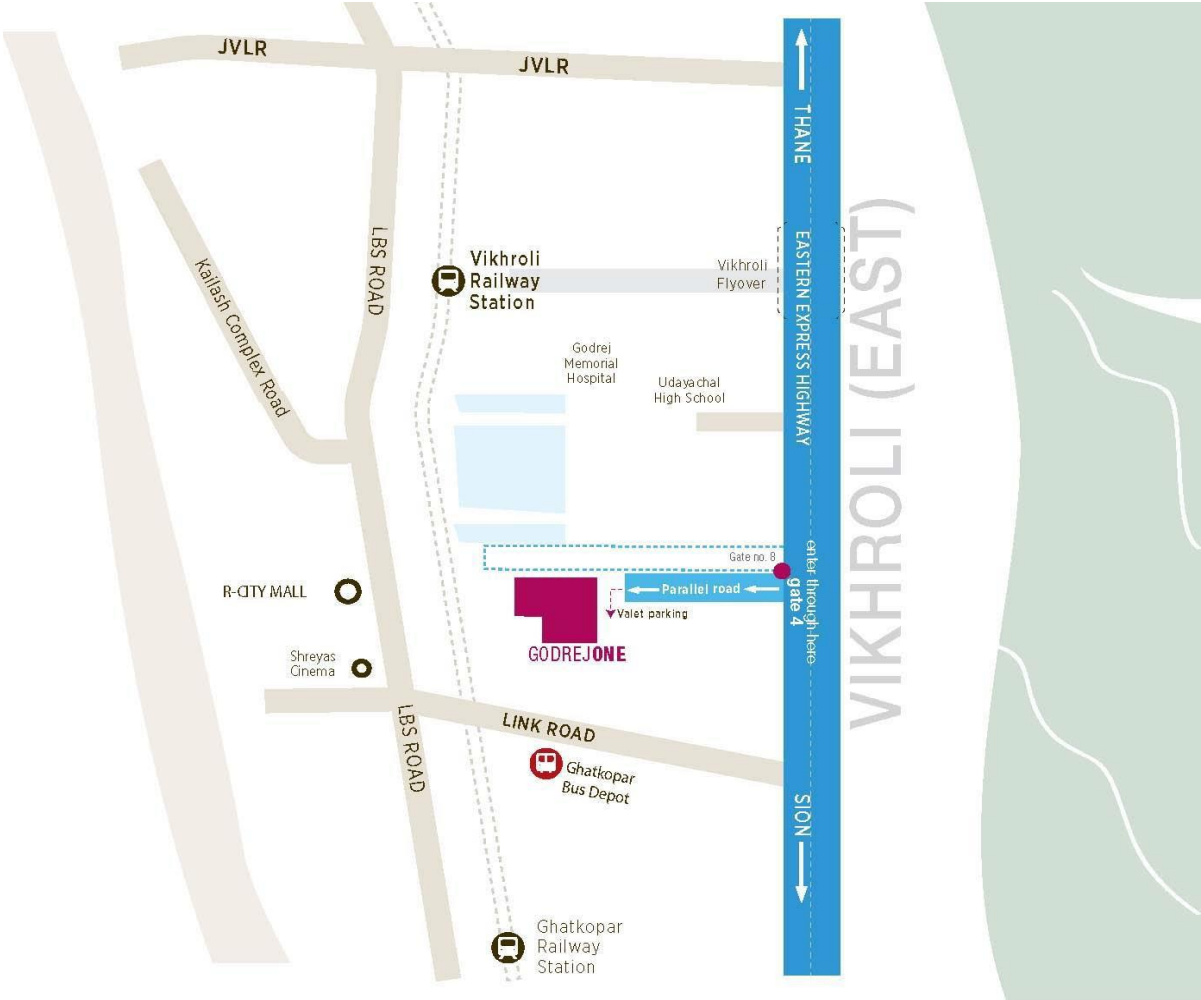 JVLR
JVLR
THANE
LBS ROAD
Kailash Complex Road
Vikhroli
Railway
Station
Vikhroli
Flyover
EASTERN EXPRESS HIGHWAY
VIKHROLI (EAST)
Godrej
Memorial
Hospital
Udayachal
High School
Gate no. 8
enter through here
gate 4
Parallel road
Valet parking
R-CITY MALL
GODREJONE
Shreyas
Cinema
LINK ROAD
LBS ROAD
Ghatkopar
Bus Depot
SION
Ghatkopar
Railway
Station